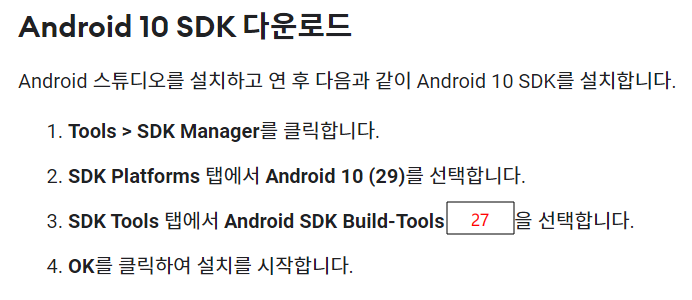 Android 10 SDK 다운로드
Android 스튜디오를 설치하고 연 후 다음과 같이 Android 10 SDK를 설치합니다.
1. Tools > SDK Manager를 클릭합니다.
2. SDK Platforms 탭에서 Android 10 (29)를 선택합니다.
3. SDK Tools 탭에서 Android SDK Build-Tools 27을 선택합니다.
4. OK를 클릭하여 설치를 시작합니다.